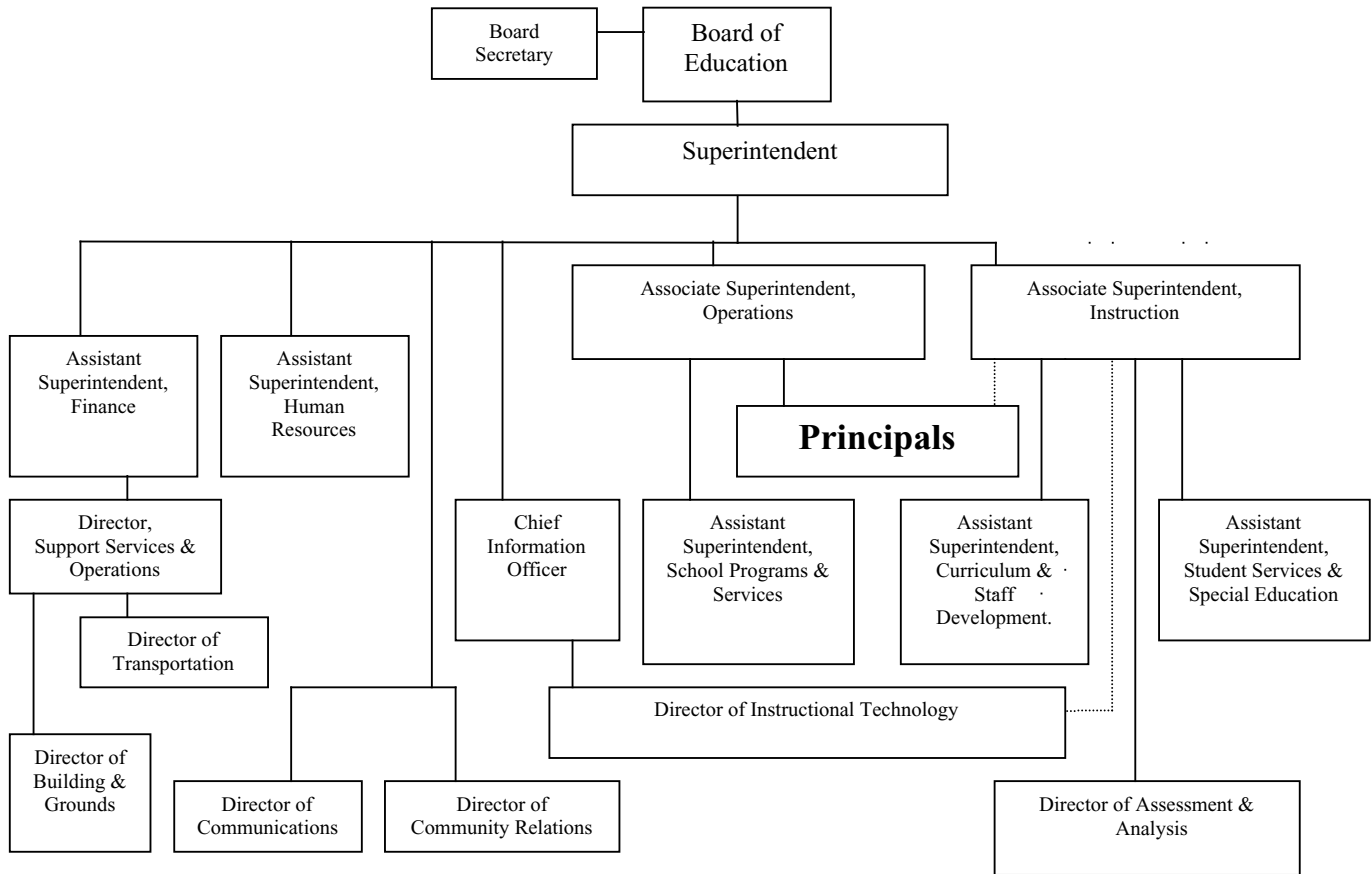 Board
Secretary
Board of
Education
Superintendent
Associate Superintendent,
Operations
Associate Superintendent,
Instruction
Assistant
Superintendent,
Finance
Assistant
Superintendent,
Human
Resources
Principals
Director,
Support Services &
Operations
Chief
Information
Officer
Assistant
Superintendent,
School Programs &
Services
Assistant
Superintendent,
Curriculum &
Staff
Development.
Assistant
Superintendent,
Student Services &
Special Education
Director of
Transportation
Director of Instructional Technology
Director of
Building &
Grounds
Director of
Communications
Director of
Community Relations
Director of Assessment &
Analysis